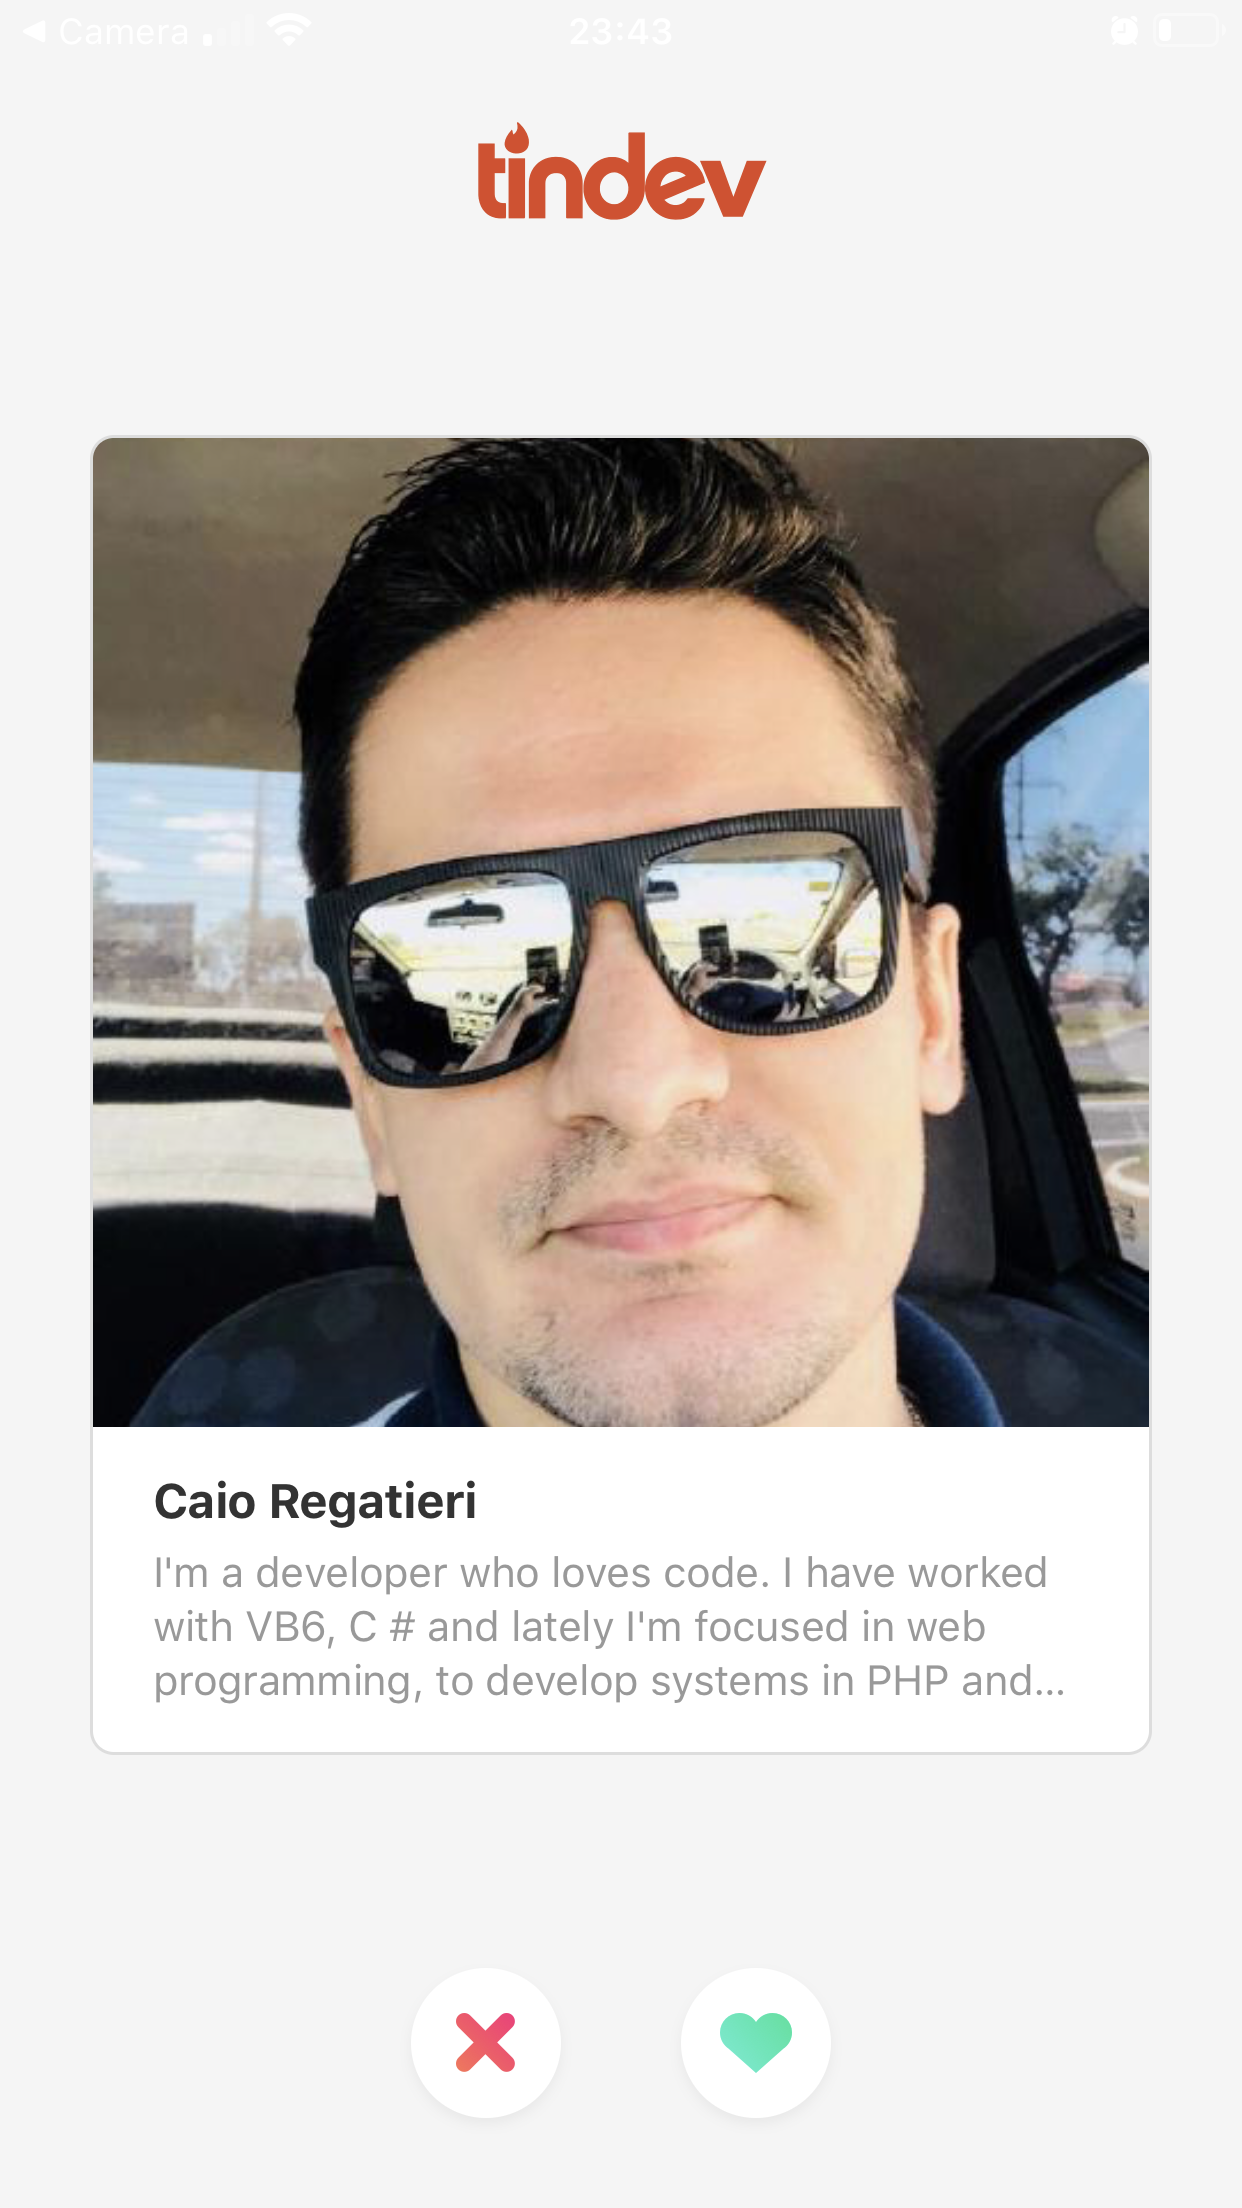 Camera
23:43
tindev
Caio Regatieri
I'm a developer who loves code. I have worked
with VB6, C # and lately I'm focused in web
programming, to develop systems in PHP and...